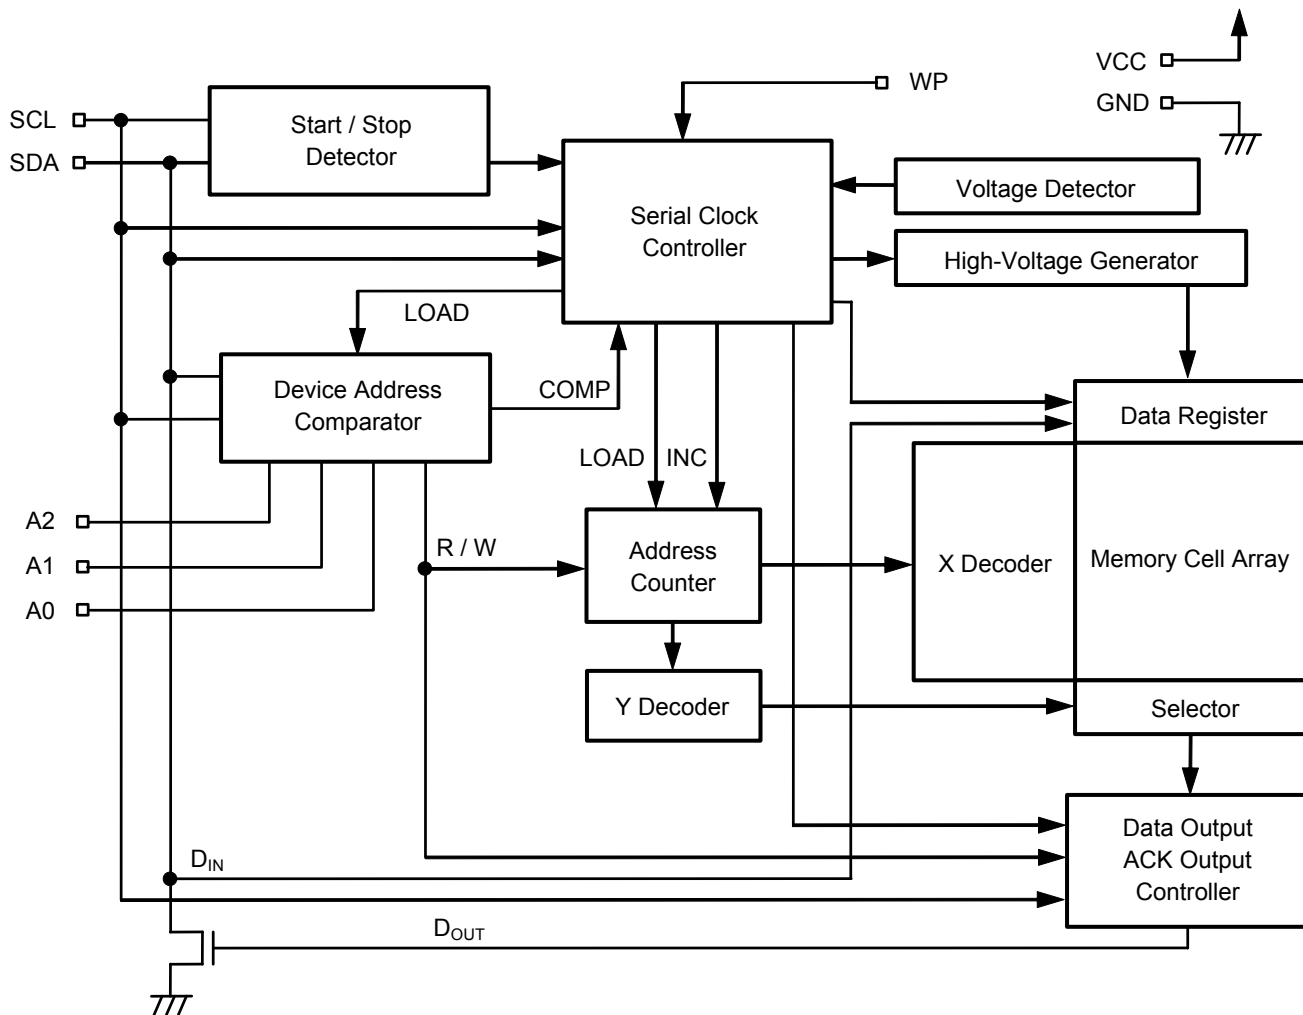 VCC
WP
GND
SCL
Start / Stop
Detector
SDA
Voltage Detector
Serial Clock
Controller
High-Voltage Generator
LOAD
Device Address
Comparator
COMP
Data Register
LOAD
INC
A2
R / W
Address
Counter
X Decoder
Memory Cell Array
A1
A0
Y Decoder
Selector
Data Output
ACK Output
Controller
DIN
DOUT